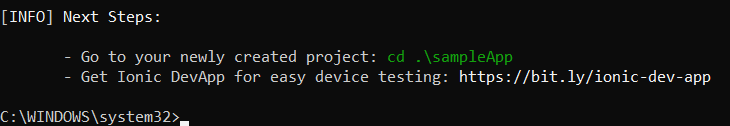 [INFO] Next Steps:
- Go to your newly created project: cd .\sampleApp
- Get Ionic DevApp for easy device testing: https://bit.ly/ionic-dev-app
C:\WINDOWS\system32>